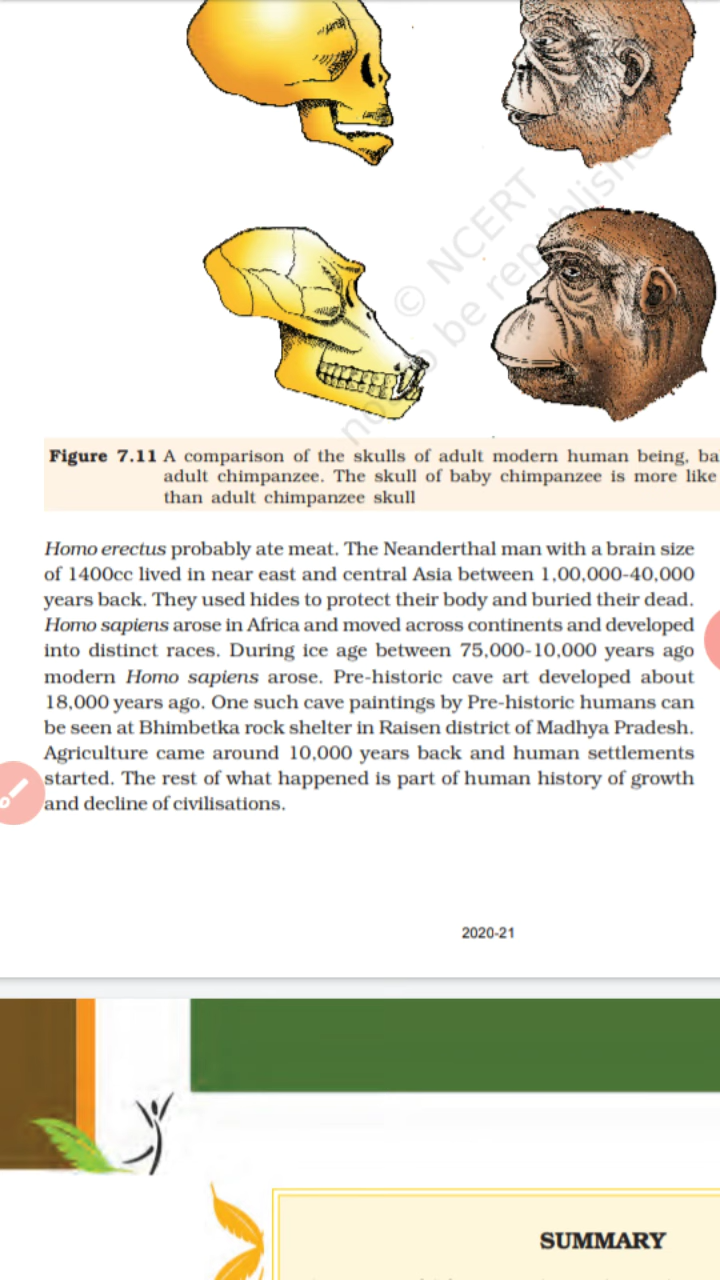 © NCERT
not to be republished
Figure 7.11 A comparison of the skulls of adult modern human being, ba
adult chimpanzee. The skull of baby chimpanzee is more like
than adult chimpanzee skull
Homo erectus probably ate meat. The Neanderthal man with a brain size
of 1400cc lived in near east and central Asia between 1,00,000-40,000
years back. They used hides to protect their body and buried their dead.
Homo sapiens arose in Africa and moved across continents and developed
into distinct races. During ice age between 75,000-10,000 years ago
modern Homo sapiens arose. Pre-historic cave art developed about
18,000 years ago. One such cave paintings by Pre-historic humans can
be seen at Bhimbetka rock shelter in Raisen district of Madhya Pradesh.
Agriculture came around 10,000 years back and human settlements
started. The rest of what happened is part of human history of growth
and decline of civilisations.
2020-21
SUMMARY